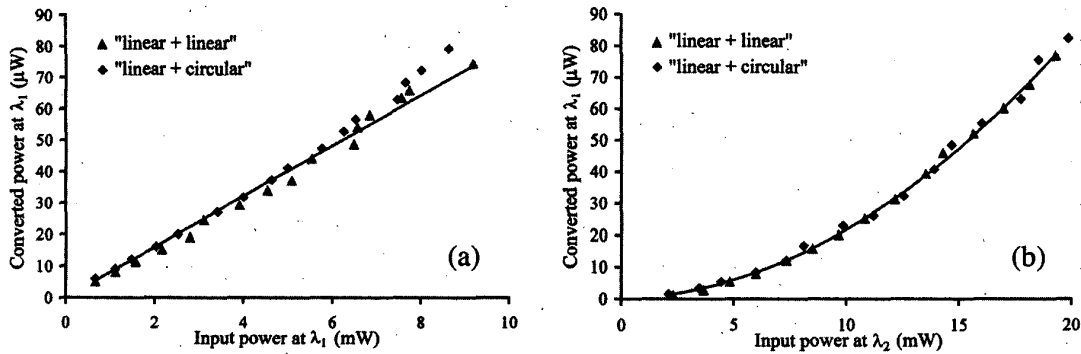 90
80
70
60
50
40
30
20
10
0
Converted power at λ₁ (μW)
▲ "linear + linear"
◆ "linear + circular"
(a)
0 2 4 6 8 10
Input power at λ₁ (mW)
90
80
70
60
50
40
30
20
10
0
Converted power at λ₁ (μW)
▲ "linear + linear"
◆ "linear + circular"
(b)
0 5 10 15 20
Input power at λ₂ (mW)